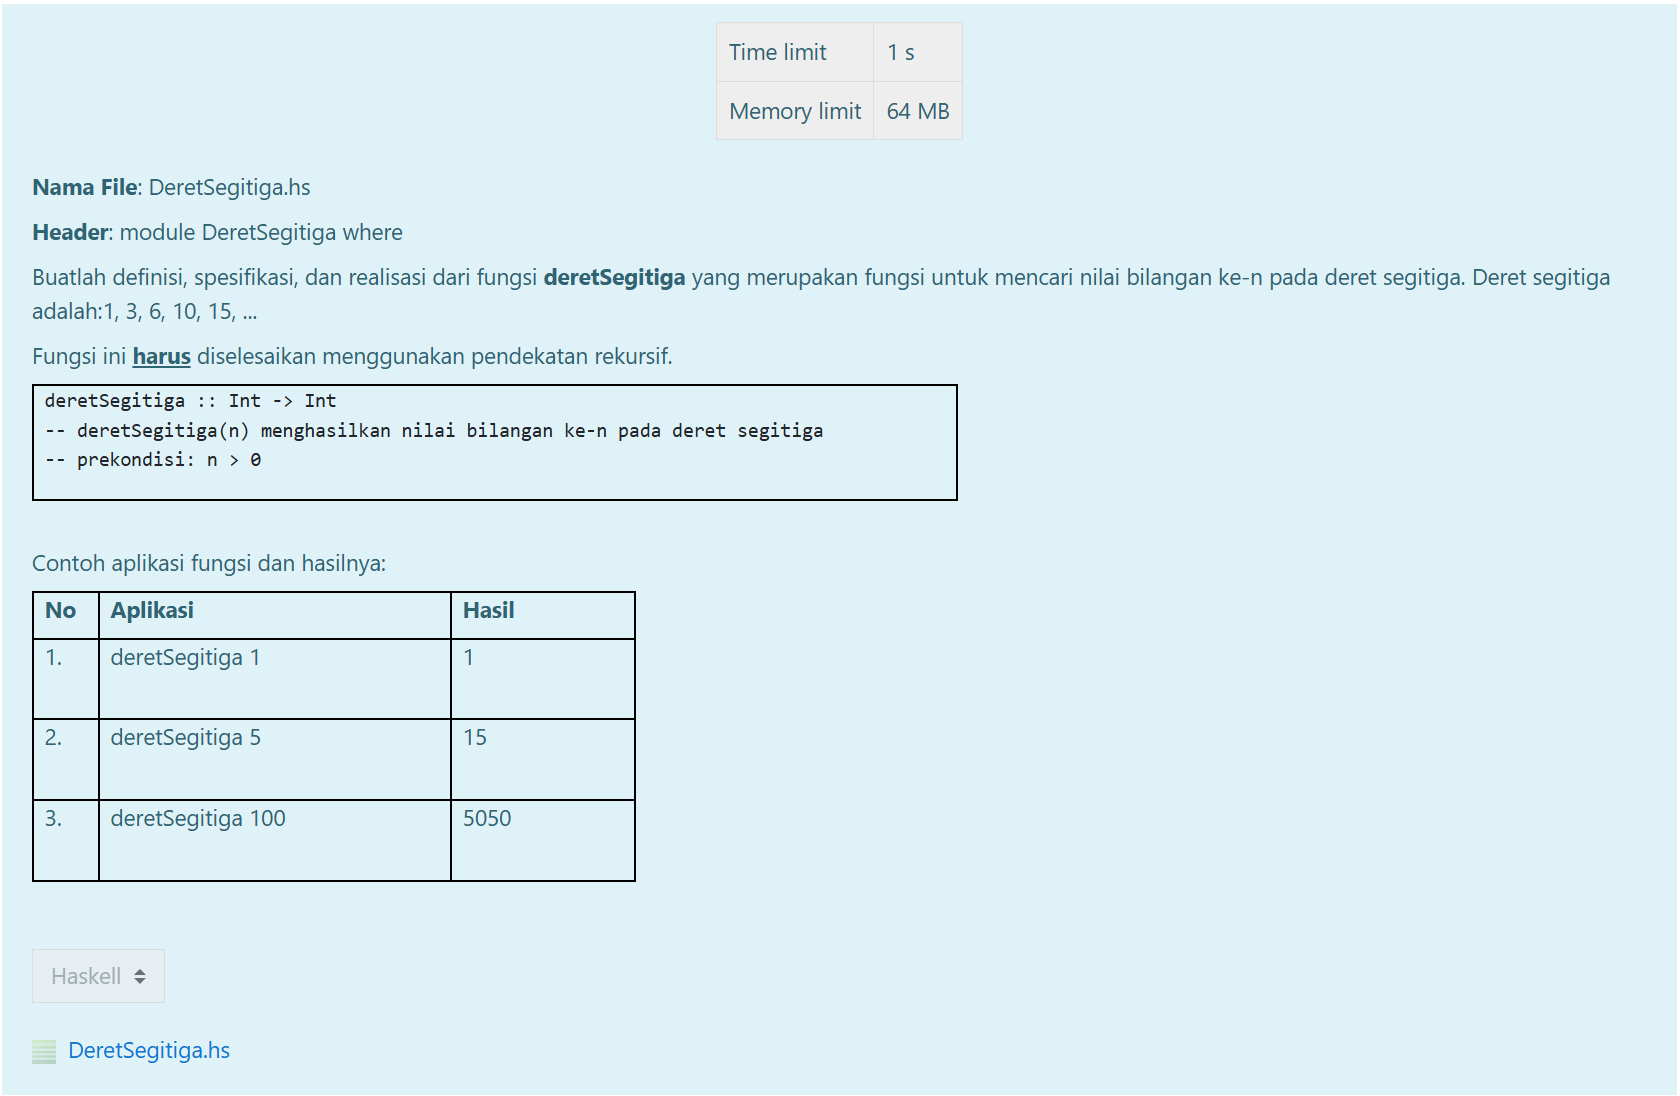 Time limit 1 s
Memory limit 64 MB
Nama File: DeretSegitiga.hs
Header: module DeretSegitiga where
Buatlah definisi, spesifikasi, dan realisasi dari fungsi deretSegitiga yang merupakan fungsi untuk mencari nilai bilangan ke-n pada deret segitiga. Deret segitiga
adalah:1, 3, 6, 10, 15, ...
Fungsi ini harus diselesaikan menggunakan pendekatan rekursif.
deretSegitiga :: Int -> Int
-- deretSegitiga(n) menghasilkan nilai bilangan ke-n pada deret segitiga
-- prekondisi: n > 0
Contoh aplikasi fungsi dan hasilnya:
No Aplikasi Hasil
1. deretSegitiga 1 1
2. deretSegitiga 5 15
3. deretSegitiga 100 5050
Haskell
DeretSegitiga.hs